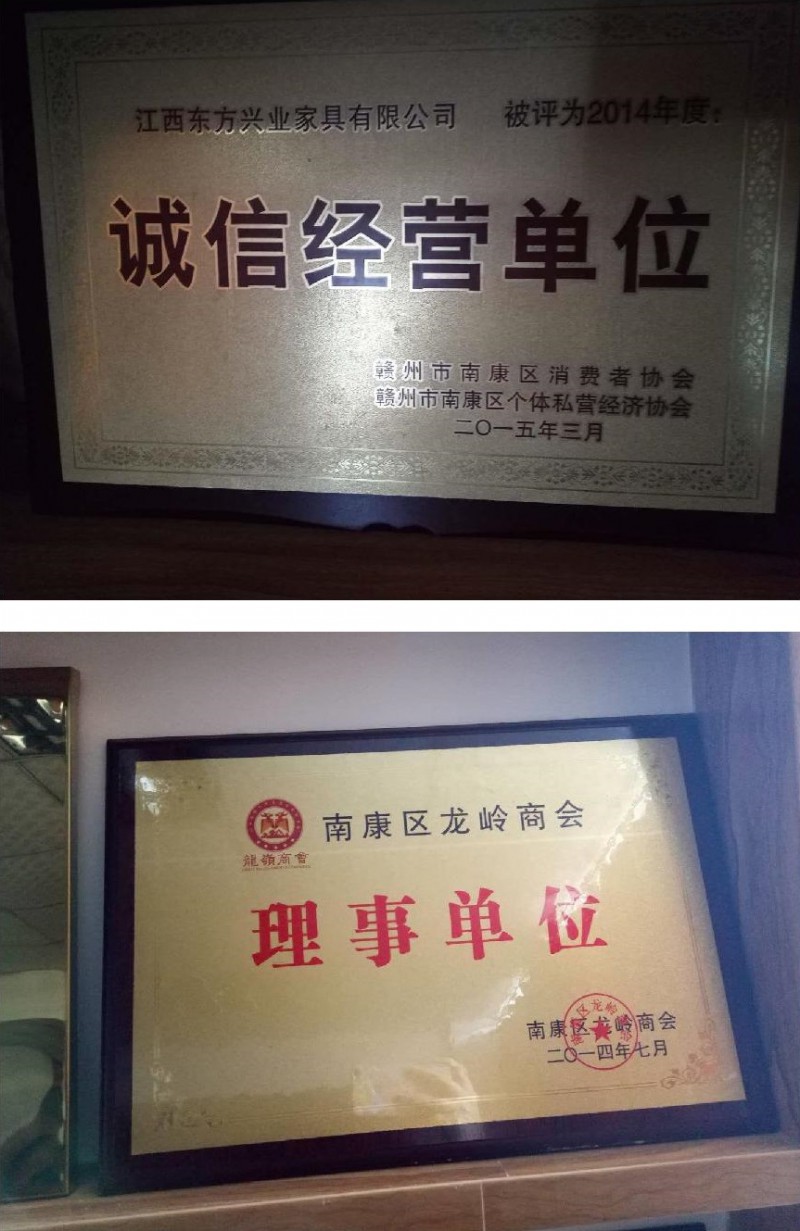 江西东方兴业家具有限公司 被评为2014年度：
诚信经营单位
赣州市南康区消费者协会
赣州市南康区个体私营经济协会
二〇一五年三月
南康区龙岭商会
龍嶺商會
理事单位
南康区龙岭商会
二〇一四年七月